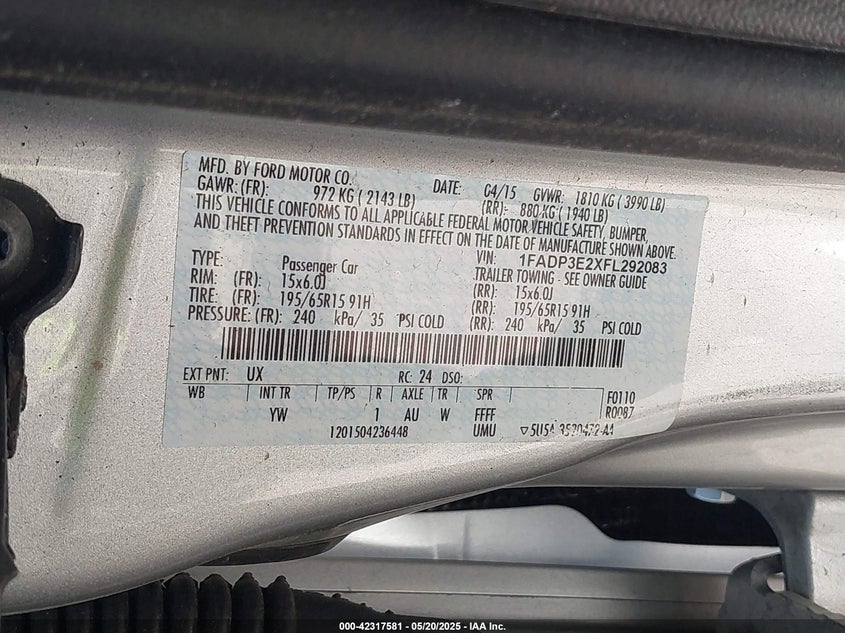 MFD. BY FORD MOTOR CO. DATE: 04/15 GVWR: 1810 KG ( 3990 LB)
GAWR: (FR): 972 KG ( 2143 LB) (RR): 880 KG ( 1940 LB)
THIS VEHICLE CONFORMS TO ALL APPLICABLE FEDERAL MOTOR VEHICLE SAFETY, BUMPER,
AND THEFT PREVENTION STANDARDS IN EFFECT ON THE DATE OF MANUFACTURE SHOWN ABOVE.
VIN: 1FADP3E2XFL292083
TYPE: Passenger Car TRAILER TOWING - SEE OWNER GUIDE
RIM: (FR): 15x6.0J (RR): 15x6.0J
TIRE: (FR): 195/65R15 91H (RR): 195/65R15 91H
PRESSURE: (FR): 240 kPa/ 35 PSI COLD (RR): 240 kPa/ 35 PSI COLD
EXT PNT: UX RC: 24 DSO:
WB INT TR TP/PS R AXLE TR SPR F0110
YW 1 AU W FFFF R0087
1201504236448 UMU ▽5U5A 3520472-AA
000-42317581 - 05/20/2025 - IAA Inc.